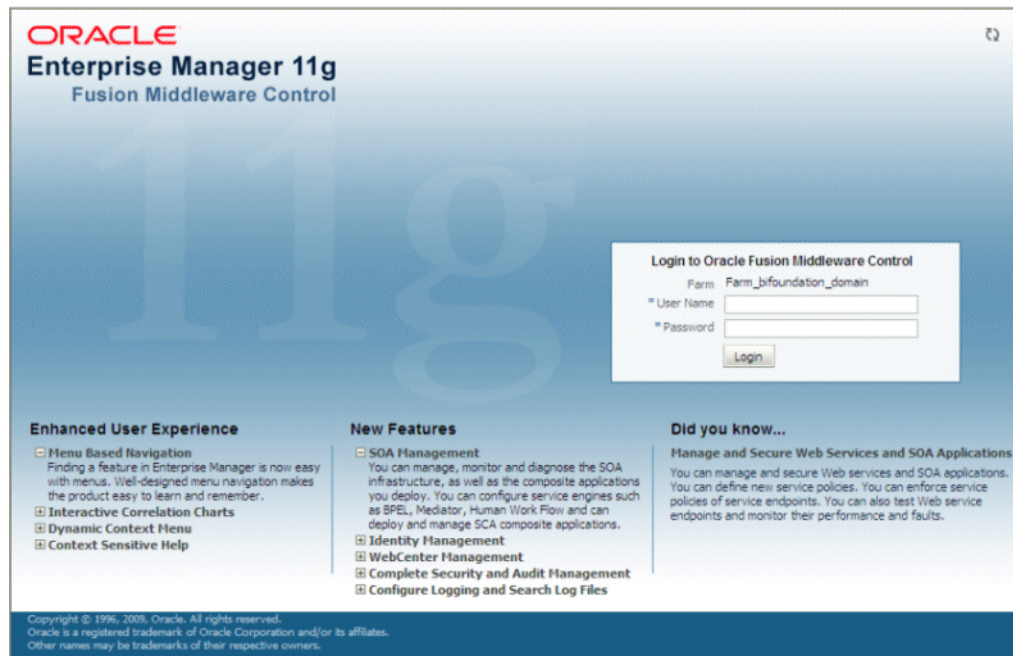 ORACLE
Enterprise Manager 11g
Fusion Middleware Control
11g
Login to Oracle Fusion Middleware Control
Farm Farm_bifoundation_domain
* User Name
* Password
Login
Enhanced User Experience
Menu Based Navigation
Finding a feature in Enterprise Manager is now easy
with menus. Well-designed menu navigation makes
the product easy to learn and remember.
Interactive Correlation Charts
Dynamic Context Menu
Context Sensitive Help
New Features
SOA Management
You can manage, monitor and diagnose the SOA
infrastructure, as well as the composite applications
you deploy. You can configure service engines such
as BPEL, Mediator, Human Work Flow and can
deploy and manage SCA composite applications.
Identity Management
WebCenter Management
Complete Security and Audit Management
Configure Logging and Search Log Files
Did you know...
Manage and Secure Web Services and SOA Applications
You can manage and secure Web services and SOA applications.
You can define new service policies. You can enforce service
policies of service endpoints. You can also test Web service
endpoints and monitor their performance and faults.
Copyright © 1996, 2009, Oracle. All rights reserved.
Oracle is a registered trademark of Oracle Corporation and/or its affiliates.
Other names may be trademarks of their respective owners.